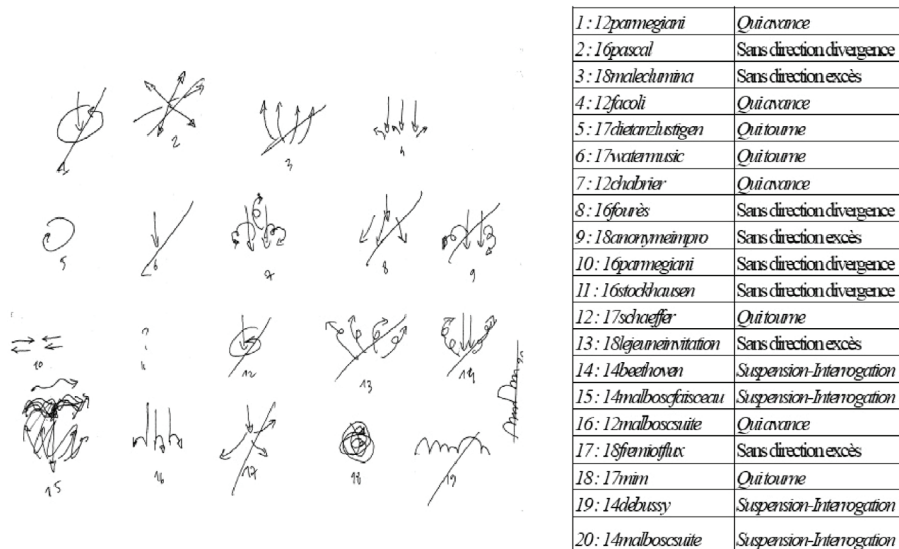 1
2
3
4
5
6
7
8
9
10
?
11
12
13
14
15
16
17
18
19
20
1 : 12parmegiani Qui avance
2 : 16pascal Sans direction divergence
3 : 18malechumina Sans direction excès
4 : 12facoli Qui avance
5 : 17dietanzlustigen Qui tourne
6 : 17watermusic Qui tourne
7 : 12chabrier Qui avance
8 : 16fourès Sans direction divergence
9 : 18anonymeimpro Sans direction excès
10 : 16parmegiani Sans direction divergence
11 : 16stockhausen Sans direction divergence
12 : 17schaeffer Qui tourne
13 : 18lejeuneinvitation Sans direction excès
14 : 14beethoven Suspension-Interrogation
15 : 14malboscfaisceau Suspension-Interrogation
16 : 12malboscsuite Qui avance
17 : 18fremiotflux Sans direction excès
18 : 17mim Qui tourne
19 : 14debussy Suspension-Interrogation
20 : 14malboscsuite Suspension-Interrogation